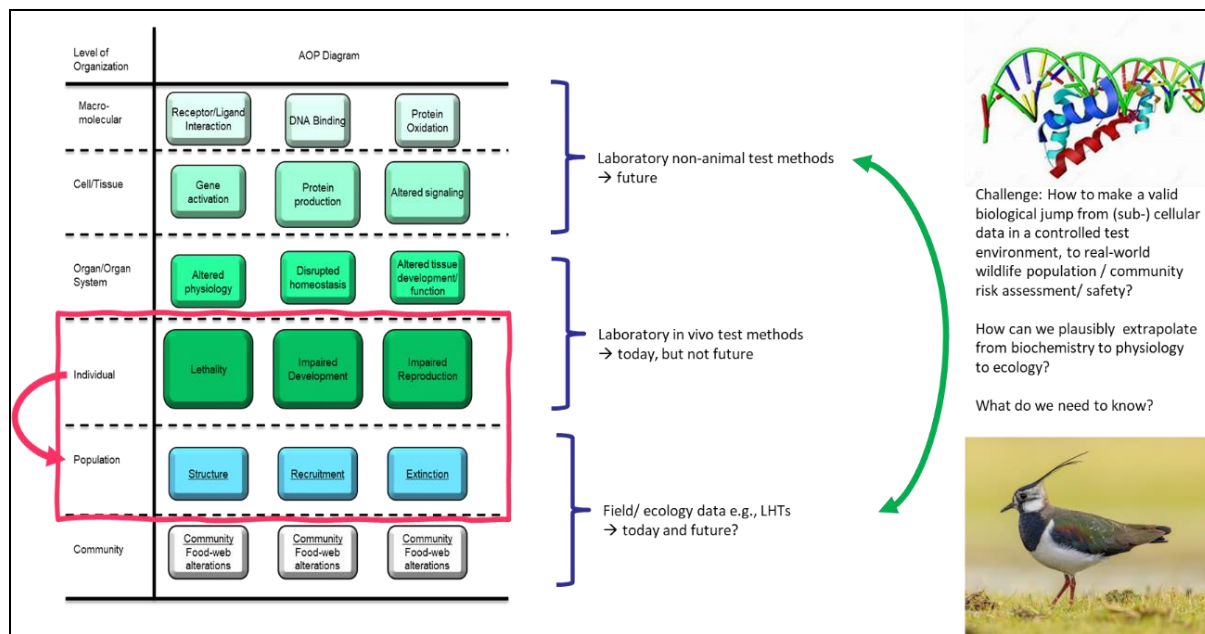 Level of
Organization
AOP Diagram
Macro-
molecular
Receptor/Ligand
Interaction
DNA Binding
Protein
Oxidation
Cell/Tissue
Gene
activation
Protein
production
Altered signaling
Organ/Organ
System
Altered
physiology
Disrupted
homeostasis
Altered tissue
development/
function
Individual
Lethality
Impaired
Development
Impaired
Reproduction
Population
Structure
Recruitment
Extinction
Community
Community
Food-web
alterations
Community
Food-web
alterations
Community
Food-web
alterations
Laboratory non-animal test methods
→ future
Laboratory in vivo test methods
→ today, but not future
Field/ ecology data e.g., LHTs
→ today and future?
Challenge: How to make a valid
biological jump from (sub-) cellular
data in a controlled test
environment, to real-world
wildlife population / community
risk assessment/ safety?
How can we plausibly extrapolate
from biochemistry to physiology
to ecology?
What do we need to know?